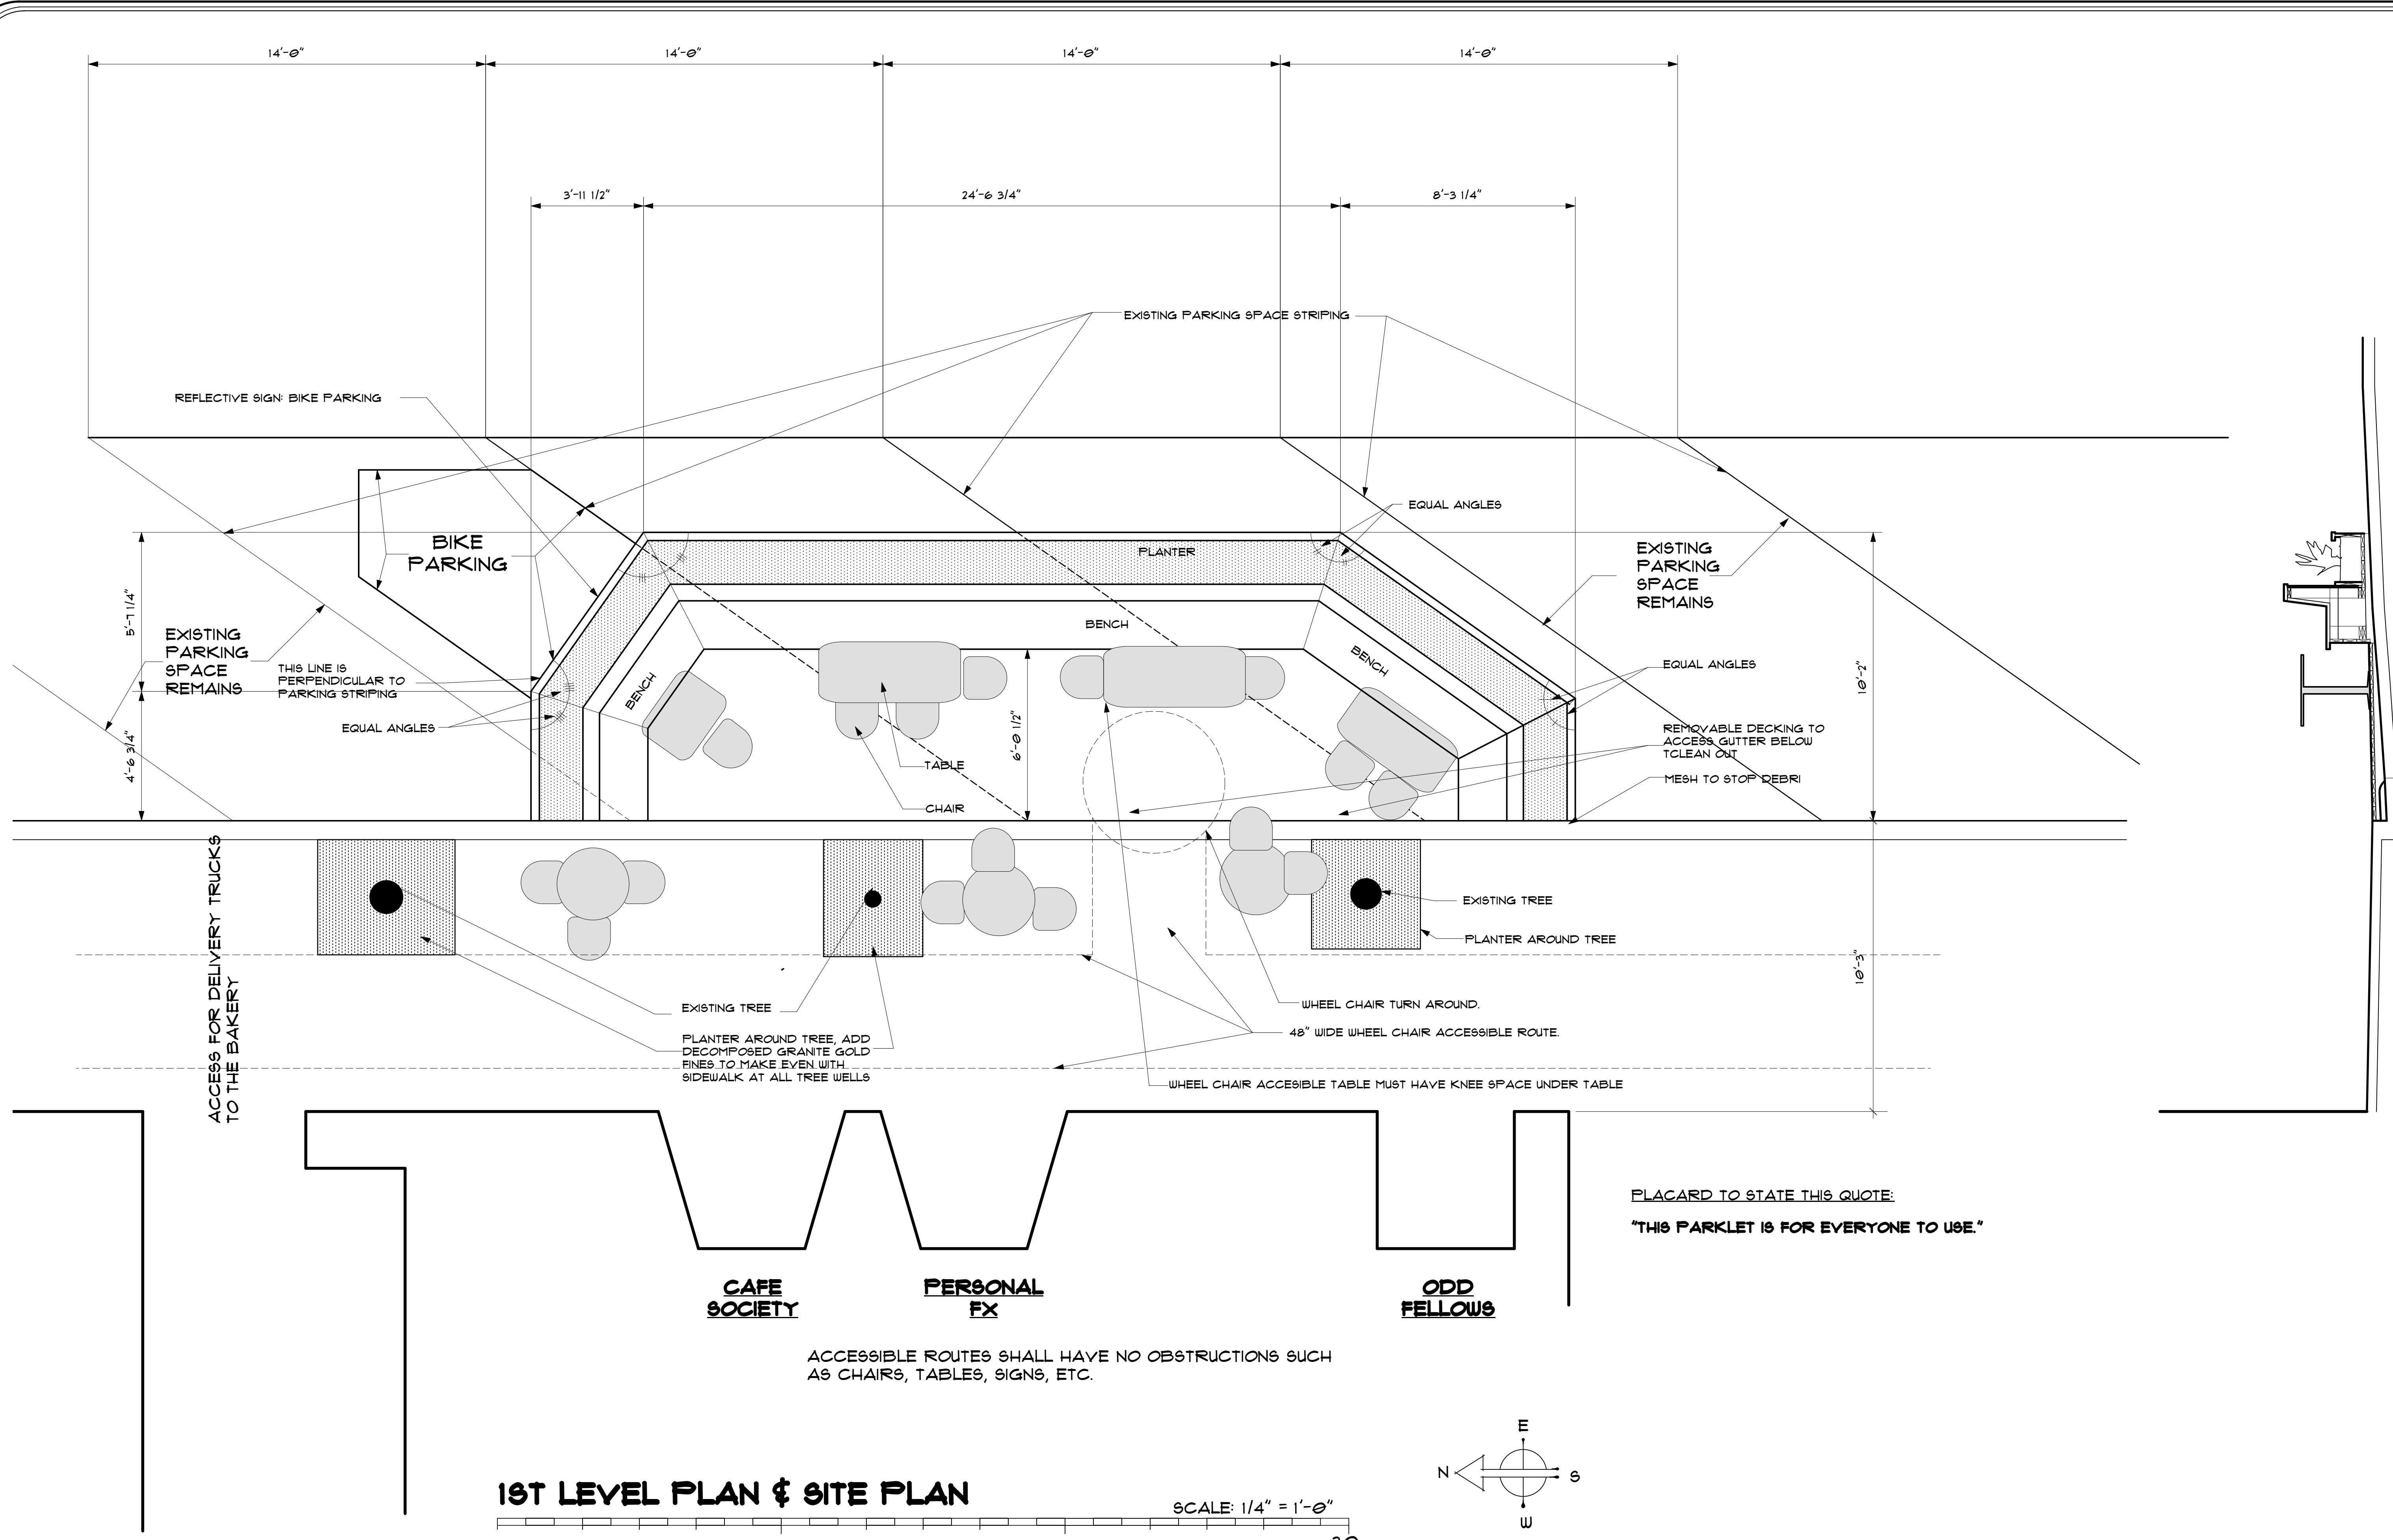 14'-0" 14'-0" 14'-0" 14'-0"
3'-11 1/2" 24'-6 3/4" 8'-3 1/4"
EXISTING PARKING SPACE STRIPING
REFLECTIVE SIGN: BIKE PARKING
EQUAL ANGLES
BIKE
PARKING
PLANTER
EXISTING
PARKING
SPACE
REMAINS
5'-7 1/4"
BENCH
EXISTING
PARKING
SPACE
REMAINS
THIS LINE IS
PERPENDICULAR TO
PARKING STRIPING
BENCH
BENCH
EQUAL ANGLES
10'-2"
EQUAL ANGLES
4'-6 3/4"
6'-0 1/2"
REMOVABLE DECKING TO
ACCESS GUTTER BELOW
TCLEAN OUT
TABLE
MESH TO STOP DEBRI
CHAIR
ACCESS FOR DELIVERY TRUCKS
TO THE BAKERY
EXISTING TREE
PLANTER AROUND TREE
10'-3"
EXISTING TREE
WHEEL CHAIR TURN AROUND.
48" WIDE WHEEL CHAIR ACCESSIBLE ROUTE.
PLANTER AROUND TREE, ADD
DECOMPOSED GRANITE GOLD
FINES TO MAKE EVEN WITH
SIDEWALK AT ALL TREE WELLS
WHEEL CHAIR ACCESIBLE TABLE MUST HAVE KNEE SPACE UNDER TABLE
PLACARD TO STATE THIS QUOTE:
"THIS PARKLET IS FOR EVERYONE TO USE."
CAFE
SOCIETY
PERSONAL
FX
ODD
FELLOWS
ACCESSIBLE ROUTES SHALL HAVE NO OBSTRUCTIONS SUCH
AS CHAIRS, TABLES, SIGNS, ETC.
E
N S
W
1ST LEVEL PLAN & SITE PLAN
SCALE: 1/4" = 1'-0"